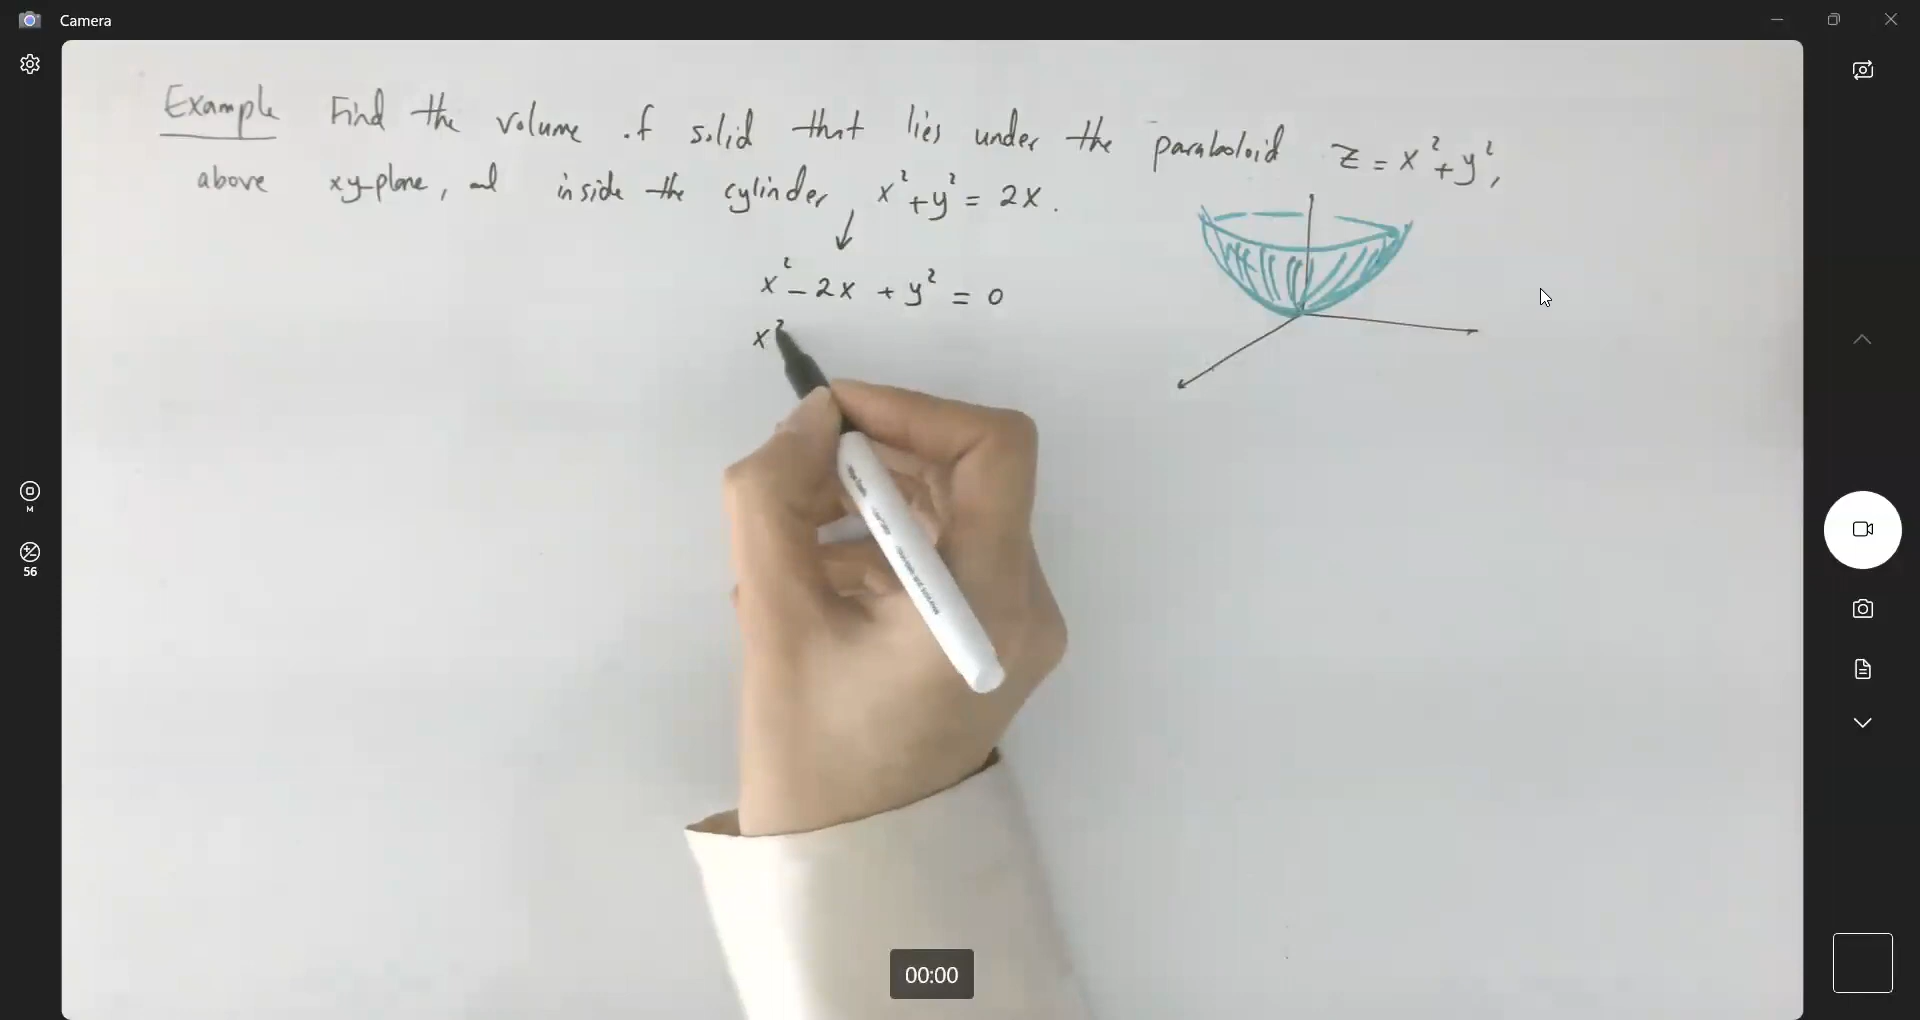 Camera
Example Find the volume of solid that lies under the paraboloid z = x² + y²,
above xy-plane, and inside the cylinder x² + y² = 2x.
x² - 2x + y² = 0
x²
M
56
00:00